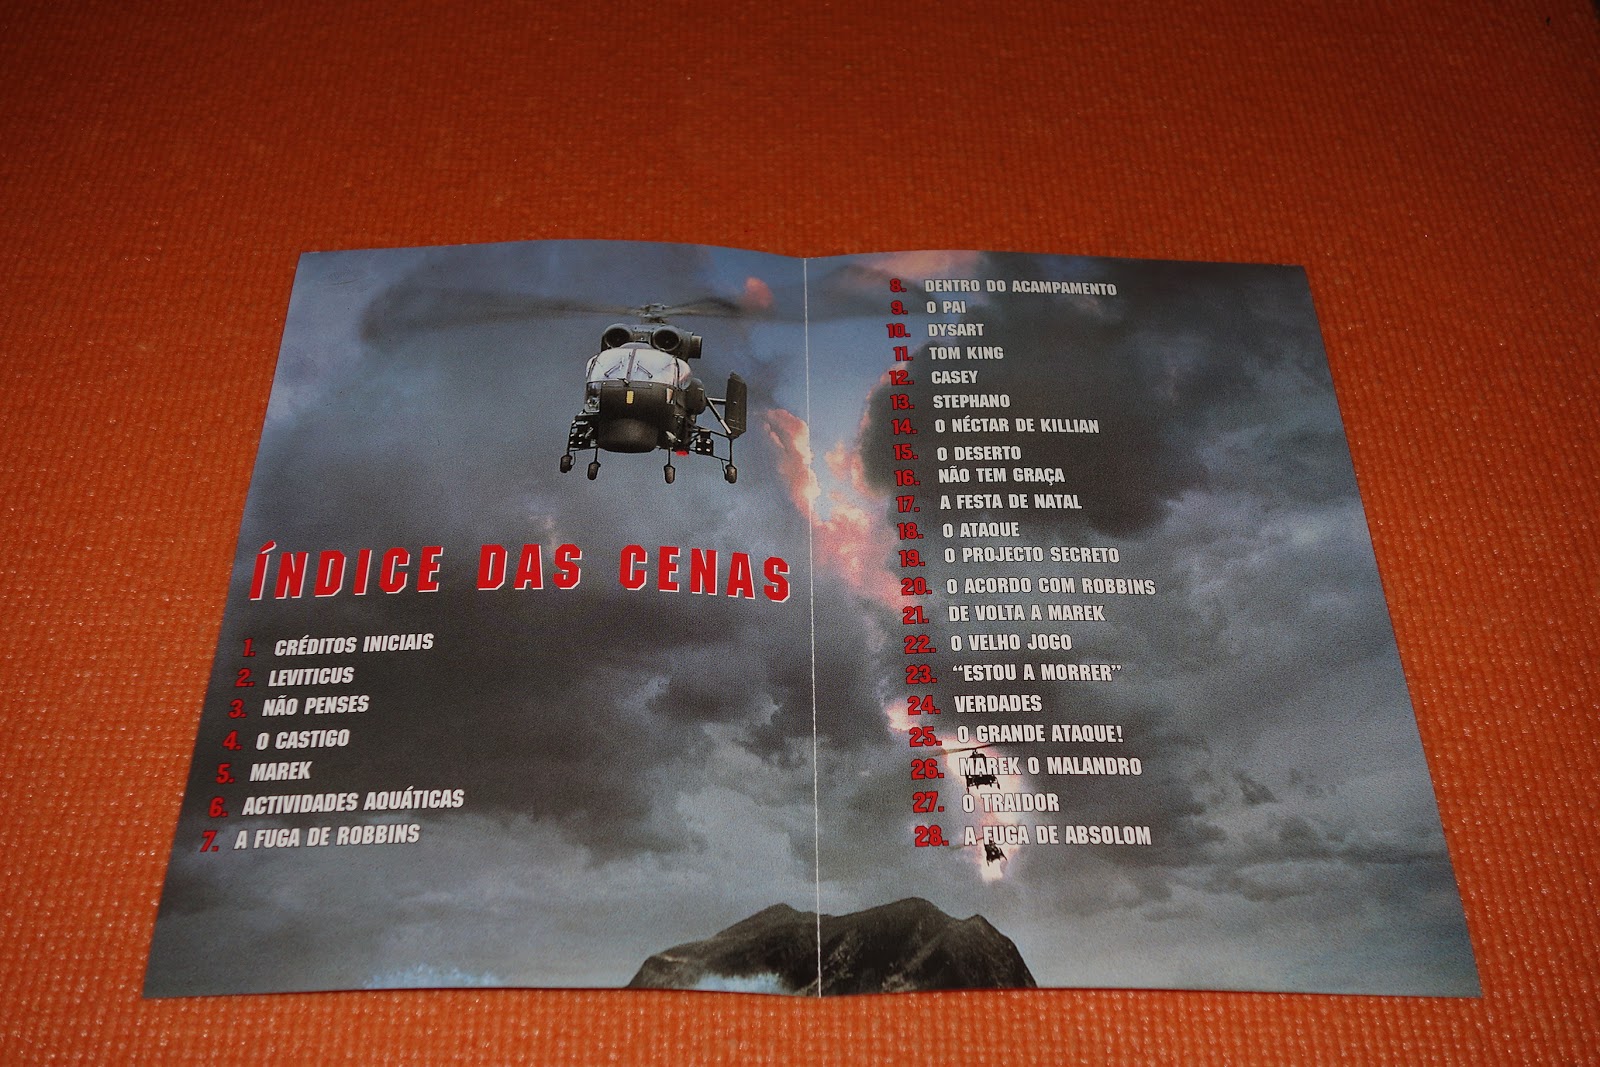 ÍNDICE DAS CENAS
1. CRÉDITOS INICIAIS
2. LEVITICUS
3. NÃO PENSES
4. O CASTIGO
5. MAREK
6. ACTIVIDADES AQUÁTICAS
7. A FUGA DE ROBBINS
8. DENTRO DO ACAMPAMENTO
9. O PAI
10. DYSART
11. TOM KING
12. CASEY
13. STEPHANO
14. O NÉCTAR DE KILLIAN
15. O DESERTO
16. NÃO TEM GRAÇA
17. A FESTA DE NATAL
18. O ATAQUE
19. O PROJECTO SECRETO
20. O ACORDO COM ROBBINS
21. DE VOLTA A MAREK
22. O VELHO JOGO
23. “ESTOU A MORRER”
24. VERDADES
25. O GRANDE ATAQUE!
26. MAREK O MALANDRO
27. O TRAIDOR
28. A FUGA DE ABSOLOM